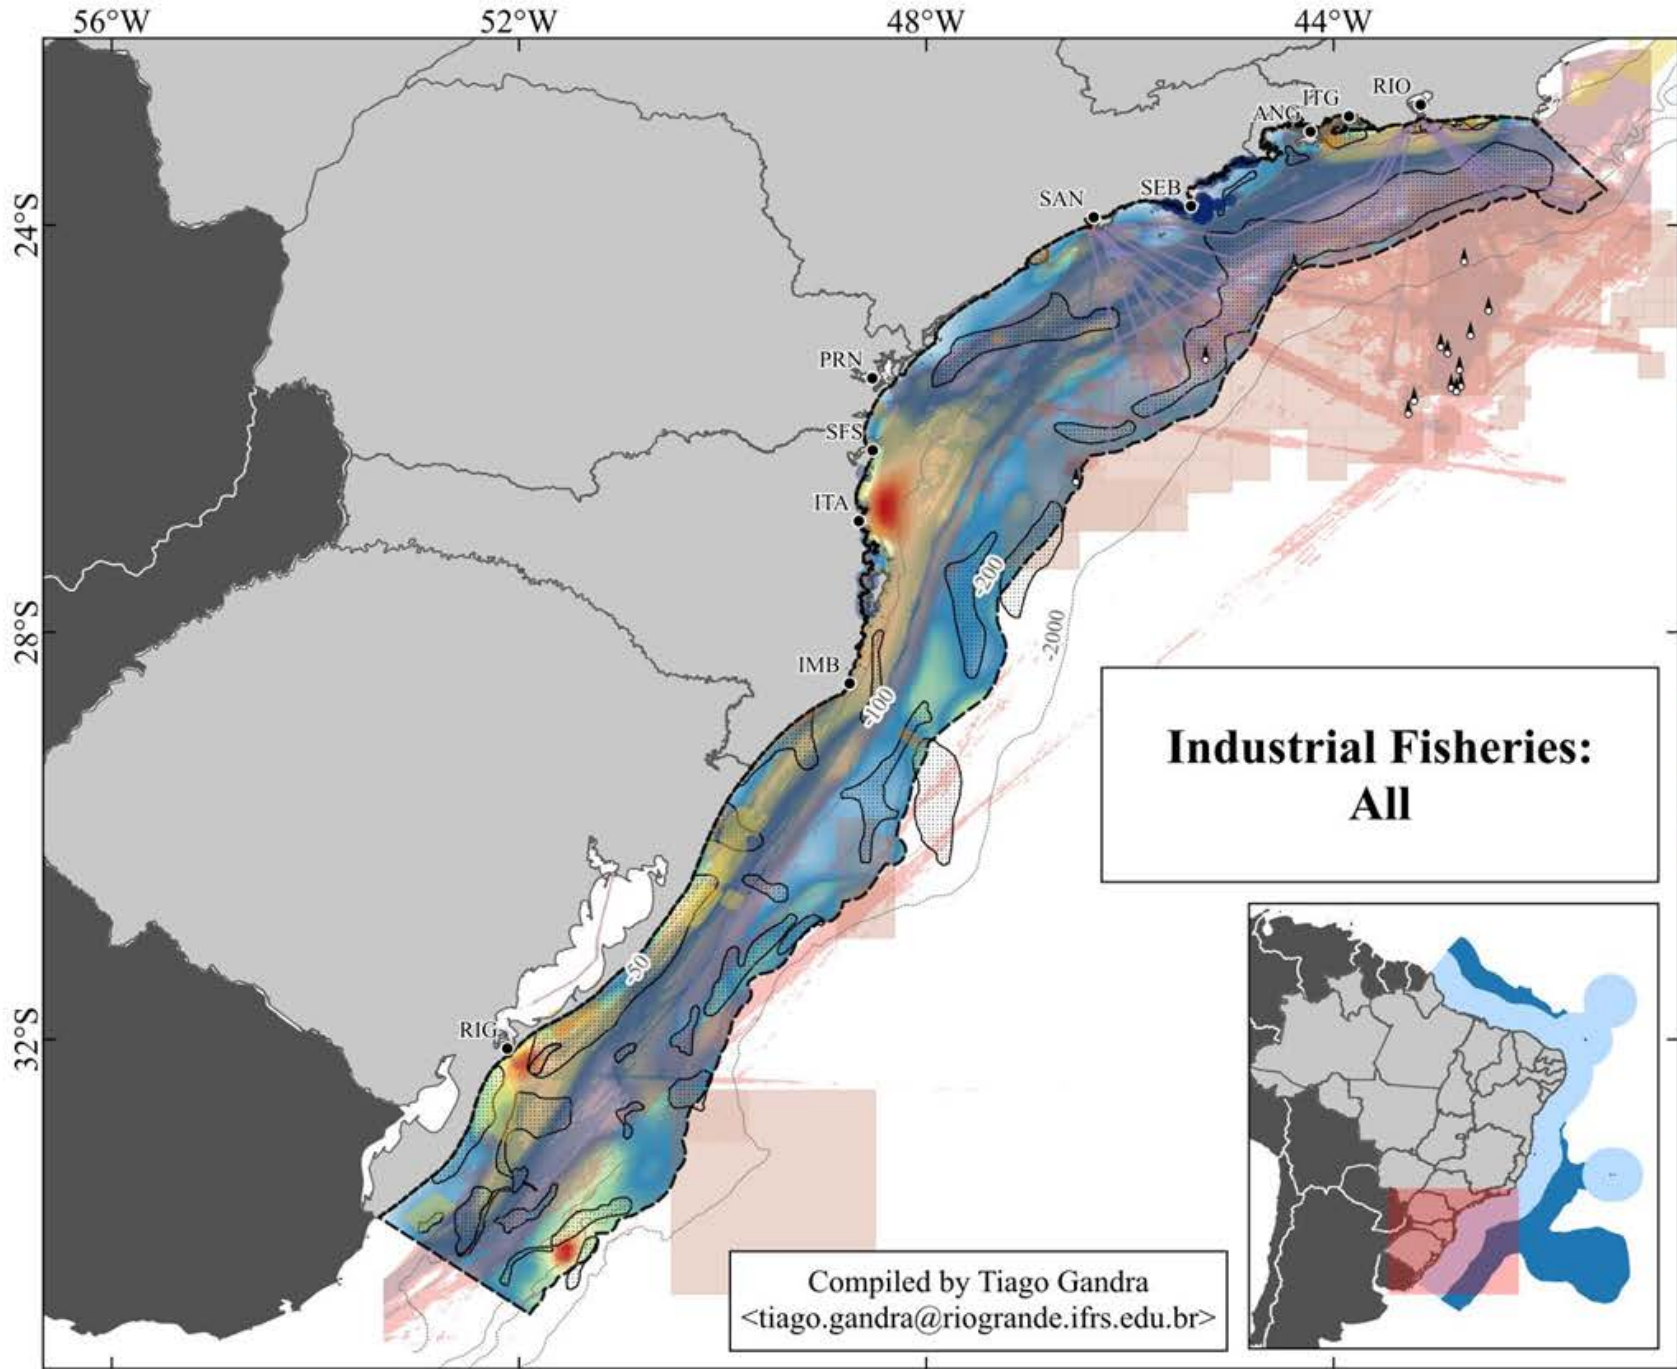 56°W 52°W 48°W 44°W
RIO
ITG
ANG
SEB
SAN
24°S
PRN
SFS
ITA
-200
28°S
-2000
IMB
-100
Industrial Fisheries:
All
-50
RIG
32°S
Compiled by Tiago Gandra
<tiago.gandra@riogrande.ifrs.edu.br>